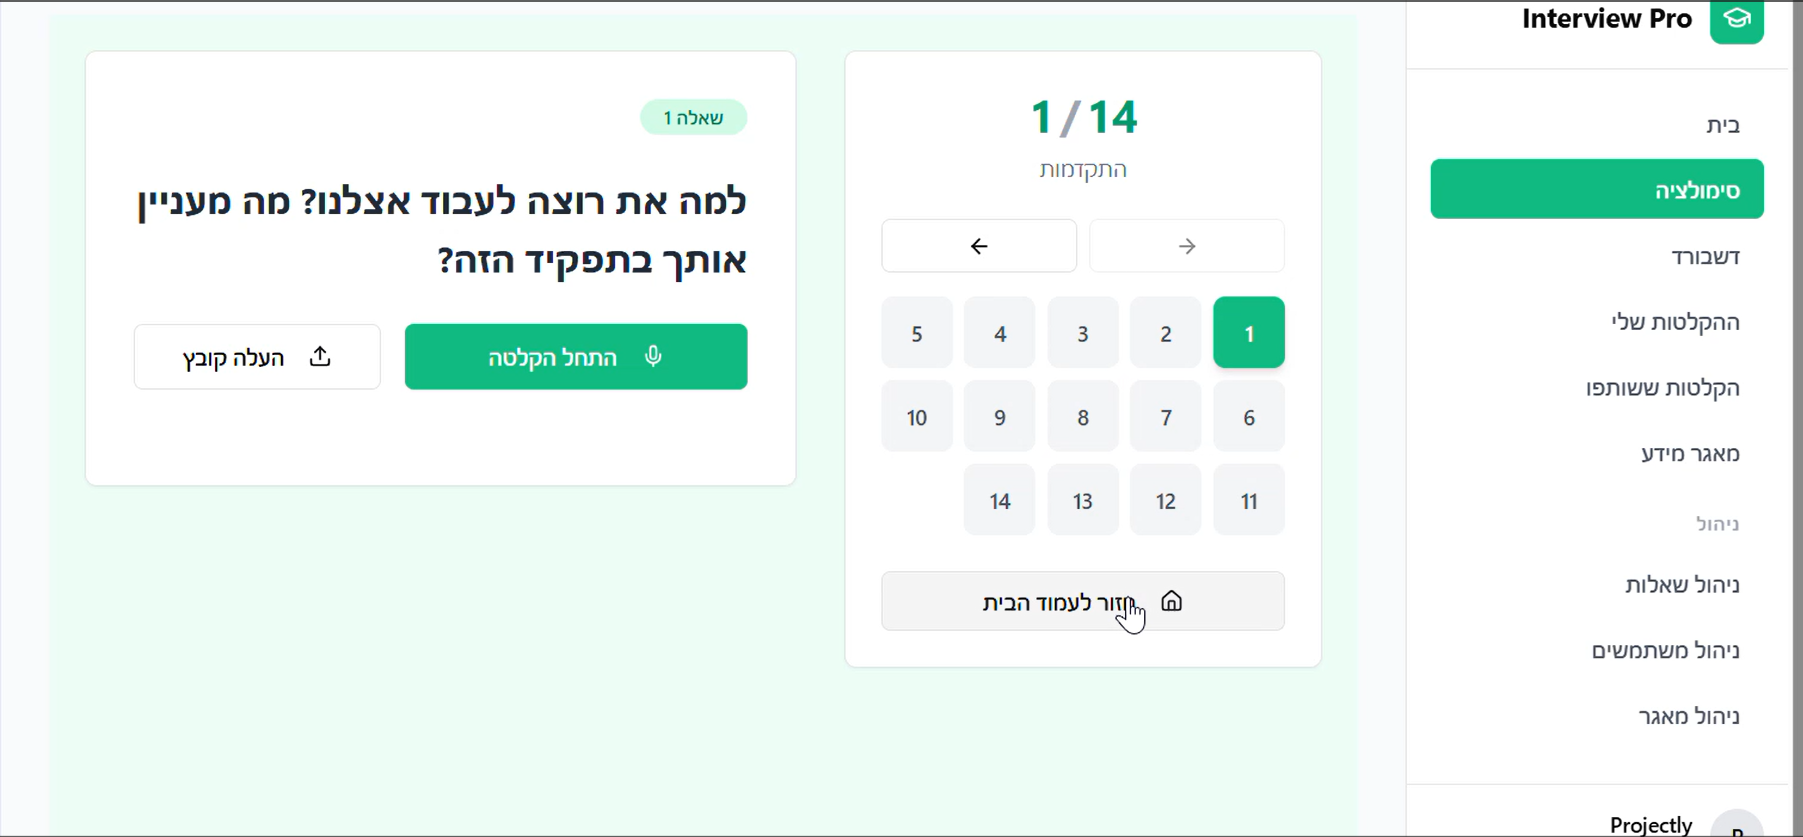 Interview Pro
בית
סימולציה
דשבורד
ההקלטות שלי
הקלטות ששותפו
מאגר מידע
ניהול
ניהול שאלות
ניהול משתמשים
ניהול מאגר
Projectly
1/14
התקדמות
1 2 3 4 5
6 7 8 9 10
11 12 13 14
חזור לעמוד הבית
שאלה 1
למה את רוצה לעבוד אצלנו? מה מעניין
אותך בתפקיד הזה?
התחל הקלטה
העלה קובץ